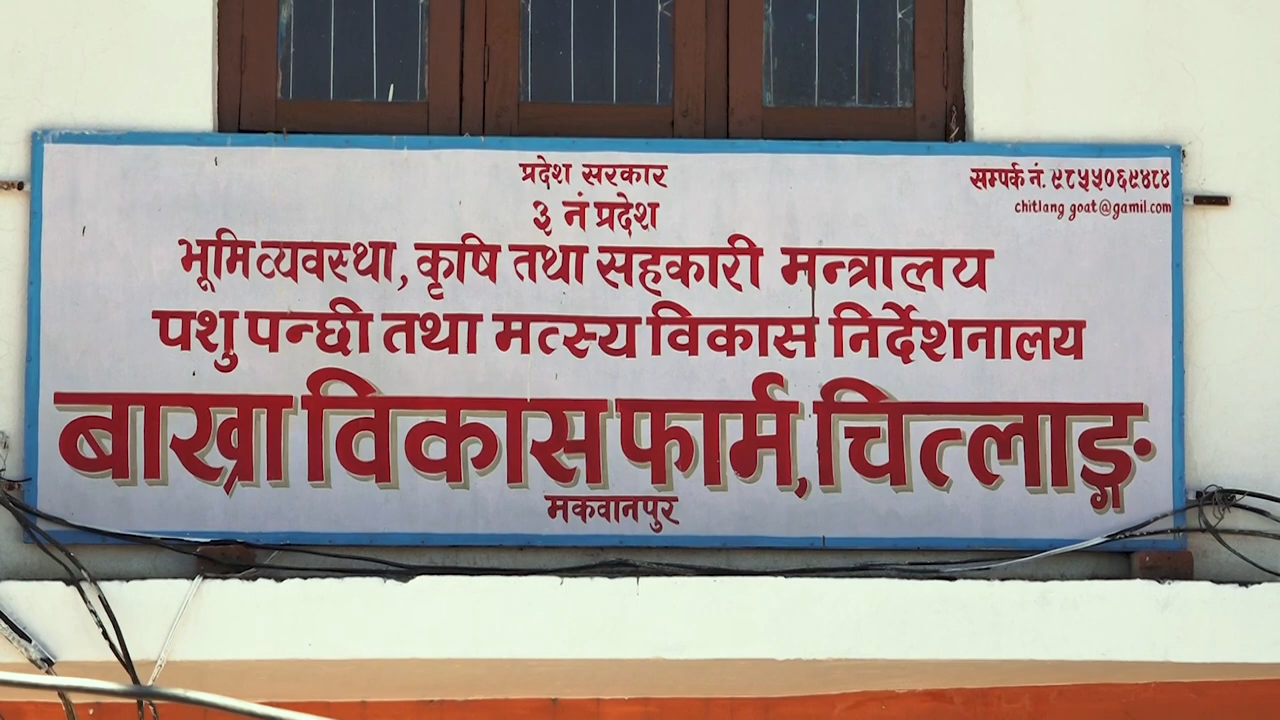 प्रदेश सरकार
सम्पर्क नं. ९८५५०६९४८४
३ नं प्रदेश
chitlang goat@gamil.com
भूमि व्यवस्था, कृषि तथा सहकारी मन्त्रालय
पशु पन्छी तथा मत्स्य विकास निर्देशनालय
बाख्रा विकास फार्म, चित्लाङ्ग
मकवानपुर